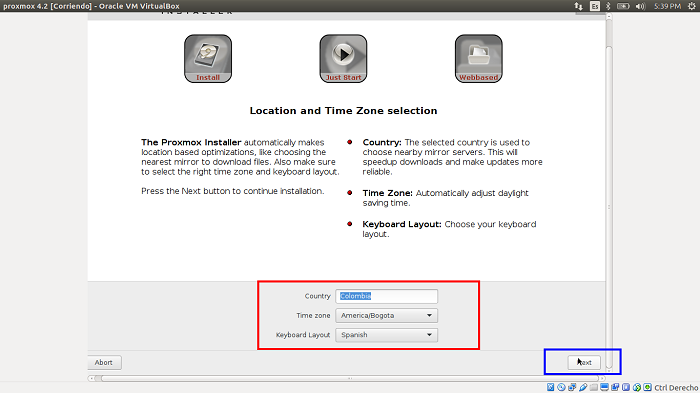 proxmox 4.2 [Corriendo] - Oracle VM VirtualBox
Es
5:39 PM
INSTALLER
Install
Just Start
Webbased
Location and Time Zone selection
The Proxmox Installer automatically makes
location based optimizations, like choosing the
nearest mirror to download files. Also make sure
to select the right time zone and keyboard layout.
Press the Next button to continue installation.
Country: The selected country is used to
choose nearby mirror servers. This will
speedup downloads and make updates more
reliable.
Time Zone: Automatically adjust daylight
saving time.
Keyboard Layout: Choose your keyboard
layout.
Country
Colombia
Time zone
America/Bogota
Keyboard Layout
Spanish
Abort
Next
Ctrl Derecho